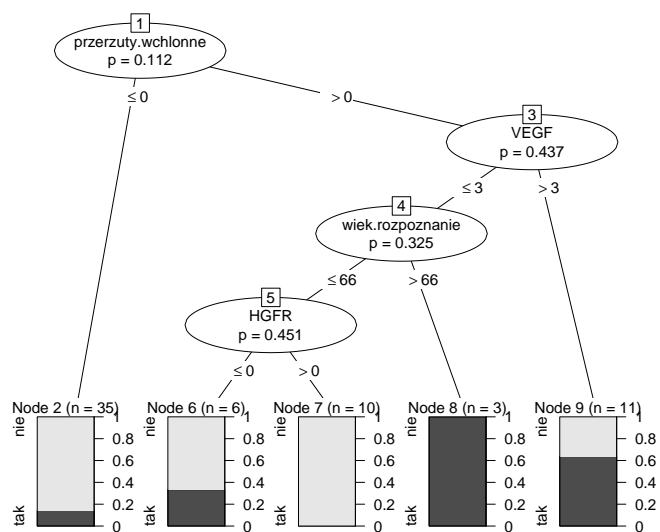 1
przerzuty.wchlonne
p = 0.112
≤ 0
> 0
3
VEGF
p = 0.437
≤ 3
> 3
4
wiek.rozpoznanie
p = 0.325
≤ 66
> 66
5
HGFR
p = 0.451
≤ 0
> 0
Node 2 (n = 35)
nie
tak
1
0.8
0.6
0.4
0.2
0
Node 6 (n = 6)
nie
tak
1
0.8
0.6
0.4
0.2
0
Node 7 (n = 10)
nie
tak
1
0.8
0.6
0.4
0.2
0
Node 8 (n = 3)
nie
tak
1
0.8
0.6
0.4
0.2
0
Node 9 (n = 11)
nie
tak
1
0.8
0.6
0.4
0.2
0